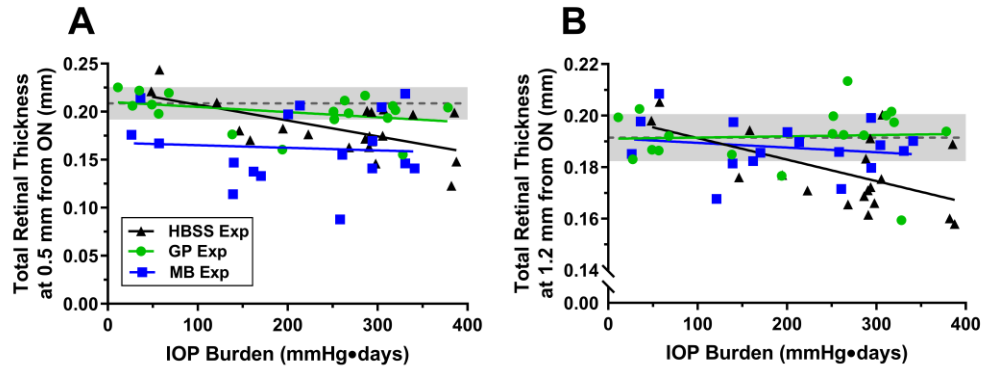 A
Total Retinal Thickness
at 0.5 mm from ON (mm)
0.25
0.20
0.15
0.10
0.05
0.00
HBSS Exp
GP Exp
MB Exp
0
100
200
300
400
IOP Burden (mmHg•days)
B
Total Retinal Thickness
at 1.2 mm from ON (mm)
0.22
0.20
0.18
0.16
0.14
0.00
0
100
200
300
400
IOP Burden (mmHg•days)